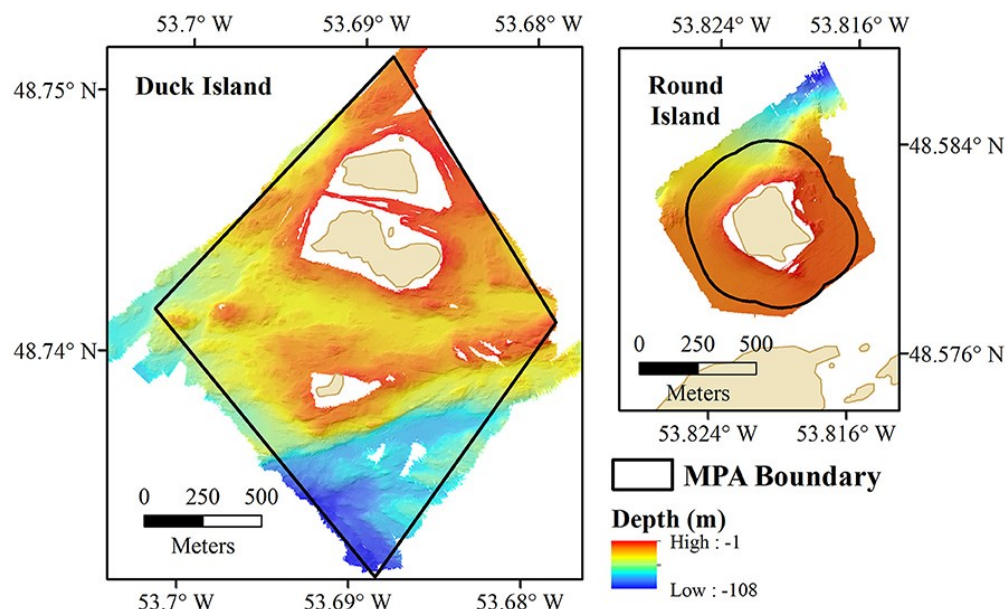 53.7° W 53.69° W 53.68° W
53.824° W 53.816° W
Duck Island
48.75° N
48.74° N
0 250 500
Meters
53.7° W 53.69° W 53.68° W
Round
Island
48.584° N
48.576° N
0 250 500
Meters
53.824° W 53.816° W
MPA Boundary
Depth (m)
High : -1
Low : -108